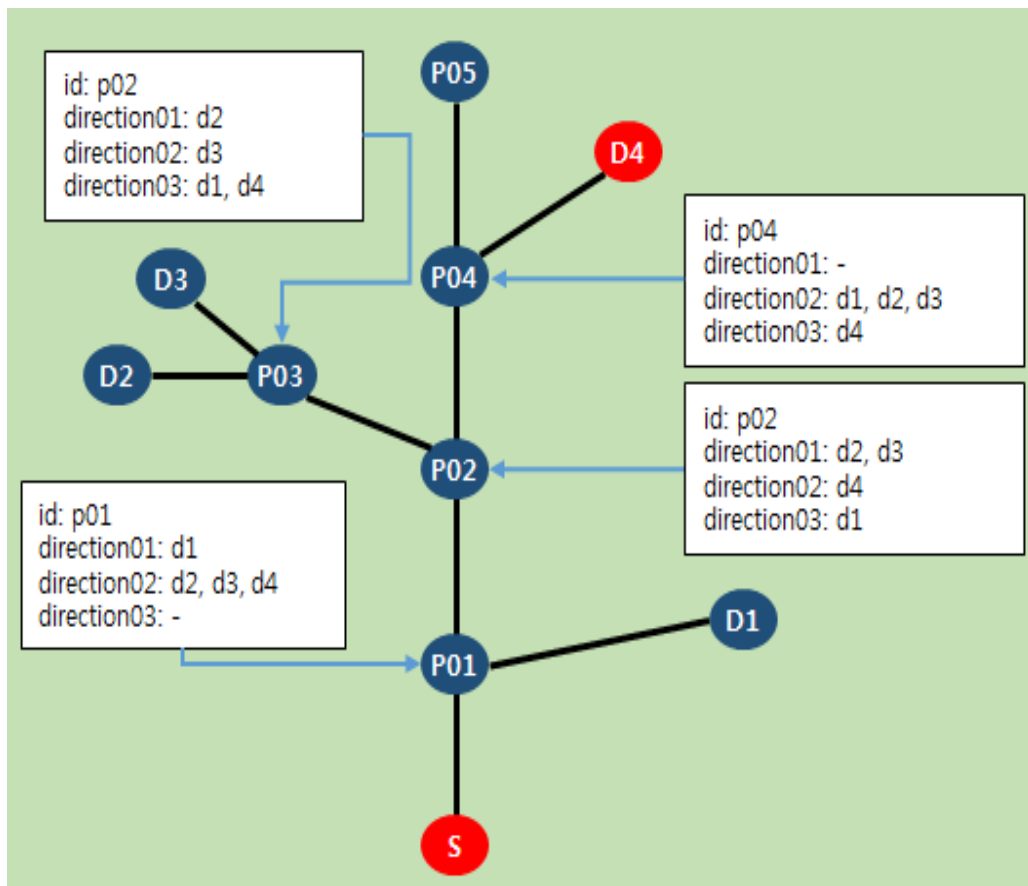 id: p02
direction01: d2
direction02: d3
direction03: d1, d4
P05
D4
id: p04
direction01: -
direction02: d1, d2, d3
direction03: d4
P04
D3
D2
P03
id: p02
direction01: d2, d3
direction02: d4
direction03: d1
P02
id: p01
direction01: d1
direction02: d2, d3, d4
direction03: -
D1
P01
S